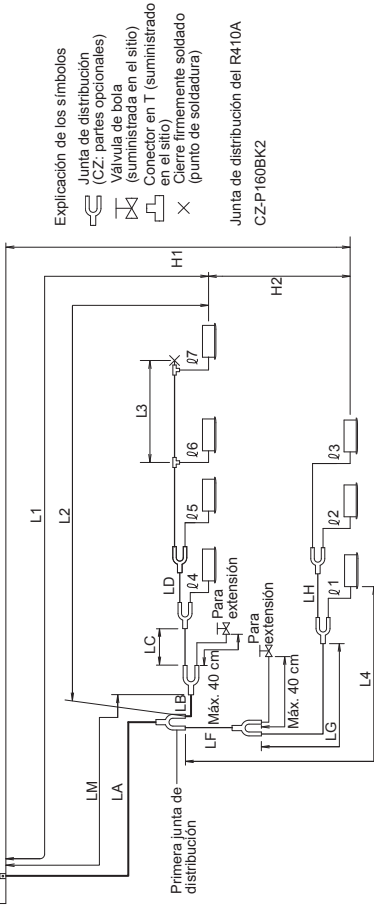 L1
L2
LM
LA
L3
H1
H2
LC
LD
LB
LF
LG
LH
L4
ℓ4
ℓ5
ℓ6
ℓ7
ℓ1
ℓ2
ℓ3
Máx. 40 cm
Para
extensión
Máx. 40 cm
Para
extensión
Primera junta de
distribución
Explicación de los símbolos
Junta de distribución
(CZ: partes opcionales)
Válvula de bola
(suministrada en el sitio)
Conector en T (suministrado
en el sitio)
Cierre firmemente soldado
(punto de soldadura)
Junta de distribución del R410A
CZ-P160BK2